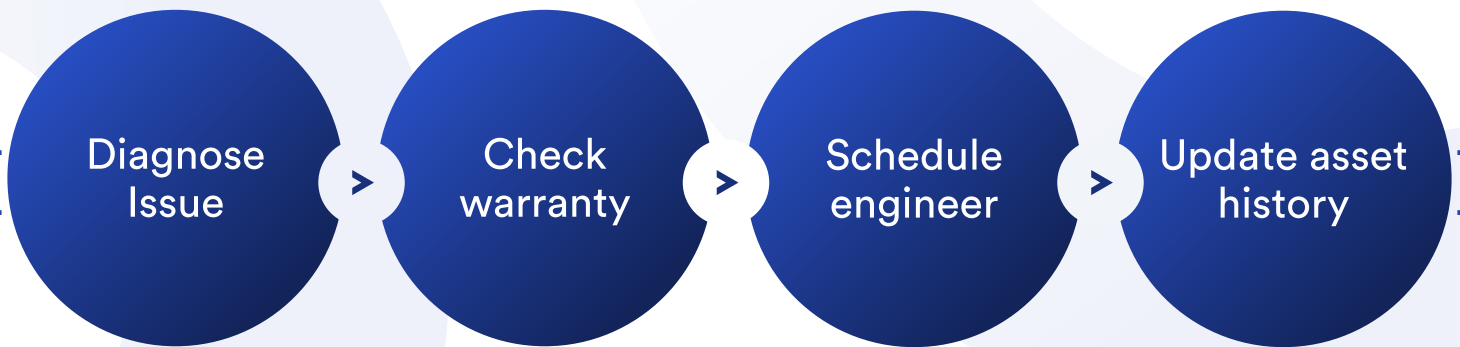 Diagnose
Issue
>
Check
warranty
>
Schedule
engineer
>
Update asset
history